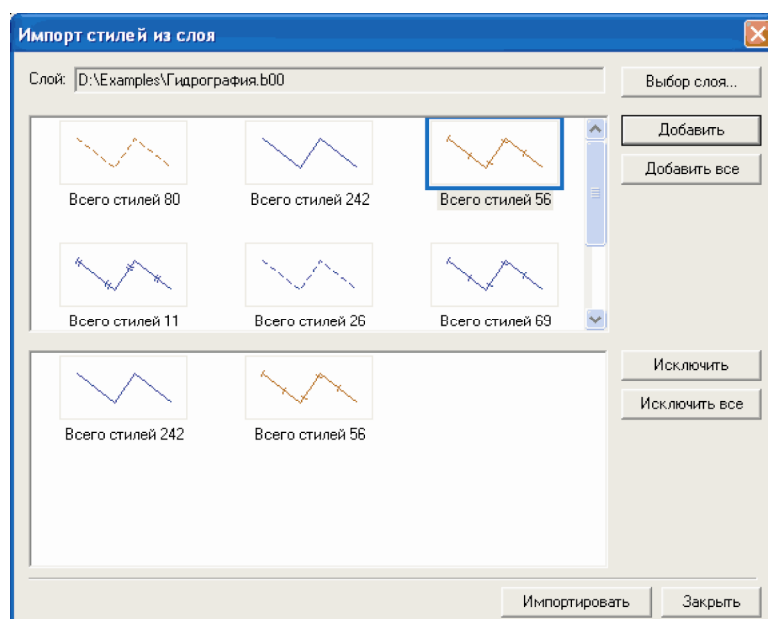 Импорт стилей из слоя
Слой: D:\Examples\Гидрография.b00
Выбор слоя...
Добавить
Добавить все
Всего стилей 80 Всего стилей 242 Всего стилей 56
Всего стилей 11 Всего стилей 26 Всего стилей 69
Исключить
Исключить все
Всего стилей 242 Всего стилей 56
Импортировать Закрыть